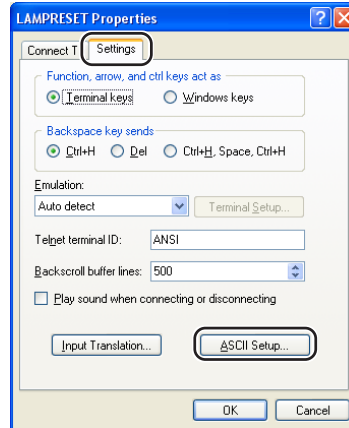 LAMPRESET Properties
Connect T Settings
Function, arrow, and ctrl keys act as
Terminal keys Windows keys
Backspace key sends
Ctrl+H Del Ctrl+H, Space, Ctrl+H
Emulation:
Auto detect Terminal Setup...
Telnet terminal ID: ANSI
Backscroll buffer lines: 500
Play sound when connecting or disconnecting
Input Translation... ASCII Setup...
OK Cancel